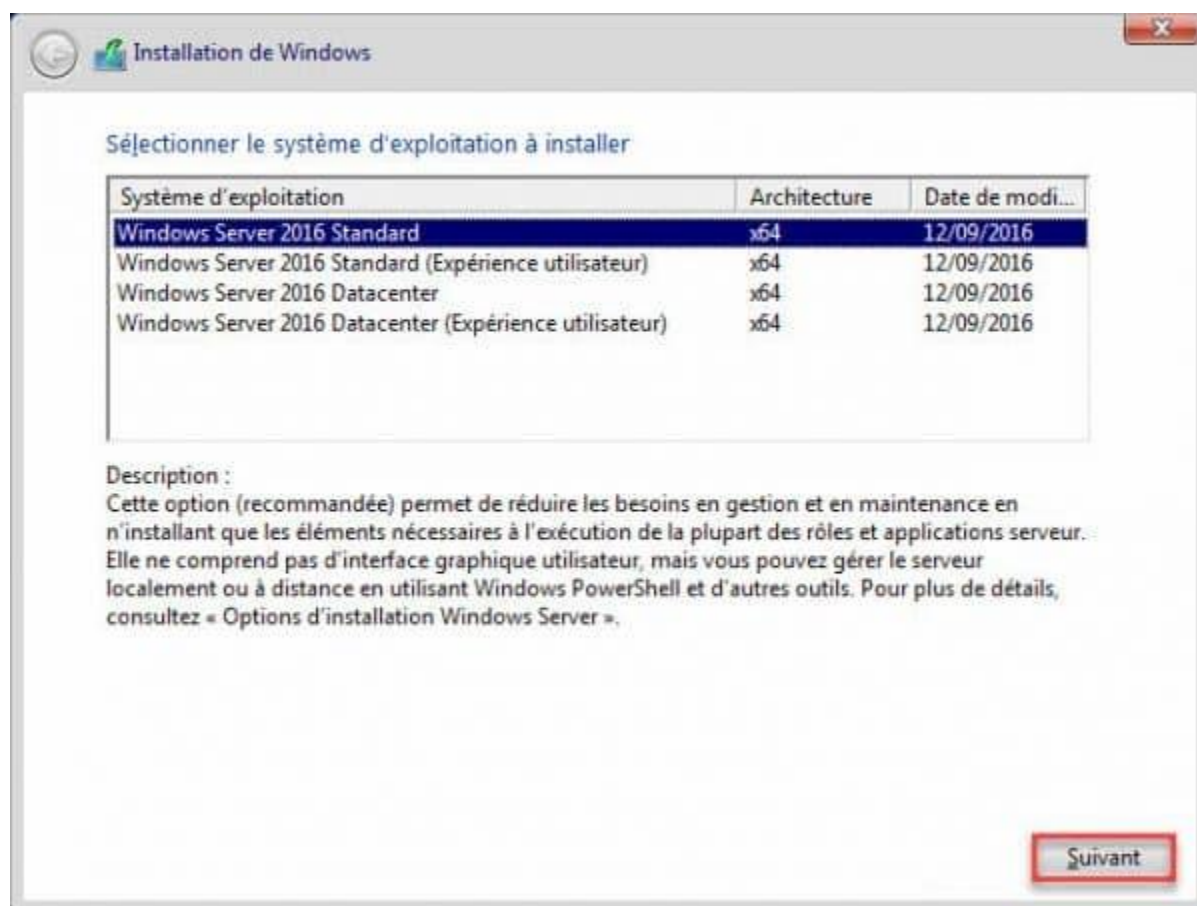 Installation de Windows
Sélectionner le système d'exploitation à installer
Système d'exploitation Architecture Date de modi...
Windows Server 2016 Standard x64 12/09/2016
Windows Server 2016 Standard (Expérience utilisateur) x64 12/09/2016
Windows Server 2016 Datacenter x64 12/09/2016
Windows Server 2016 Datacenter (Expérience utilisateur) x64 12/09/2016
Description :
Cette option (recommandée) permet de réduire les besoins en gestion et en maintenance en
n'installant que les éléments nécessaires à l'exécution de la plupart des rôles et applications serveur.
Elle ne comprend pas d'interface graphique utilisateur, mais vous pouvez gérer le serveur
localement ou à distance en utilisant Windows PowerShell et d'autres outils. Pour plus de détails,
consultez « Options d'installation Windows Server ».
Suivant